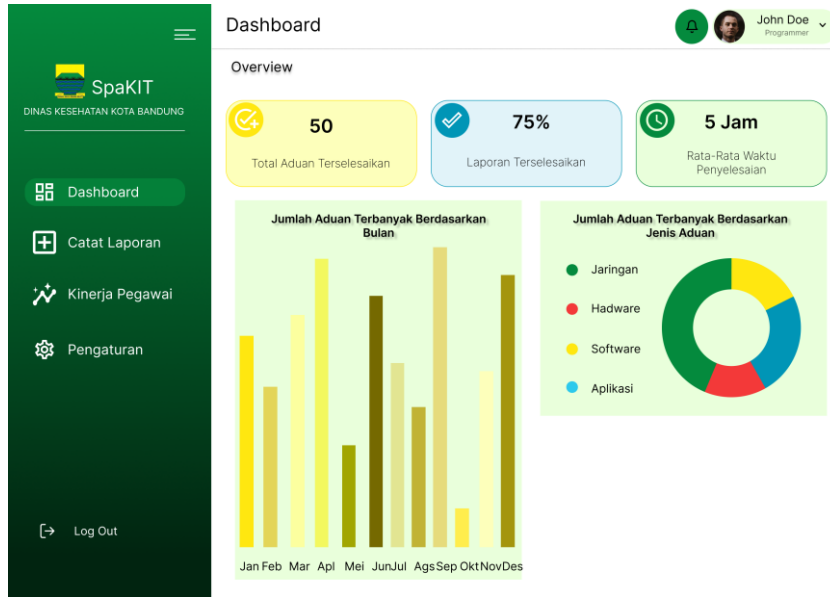 SpaKIT
DINAS KESEHATAN KOTA BANDUNG
Dashboard
Catat Laporan
Kinerja Pegawai
Pengaturan
Log Out
Dashboard
John Doe
Programmer
Overview
50
Total Aduan Terselesaikan
75%
Laporan Terselesaikan
5 Jam
Rata-Rata Waktu
Penyelesaian
Jumlah Aduan Terbanyak Berdasarkan
Bulan
Jan Feb Mar Apl Mei Jun Jul Ags Sep Okt Nov Des
Jumlah Aduan Terbanyak Berdasarkan
Jenis Aduan
Jaringan
Hadware
Software
Aplikasi